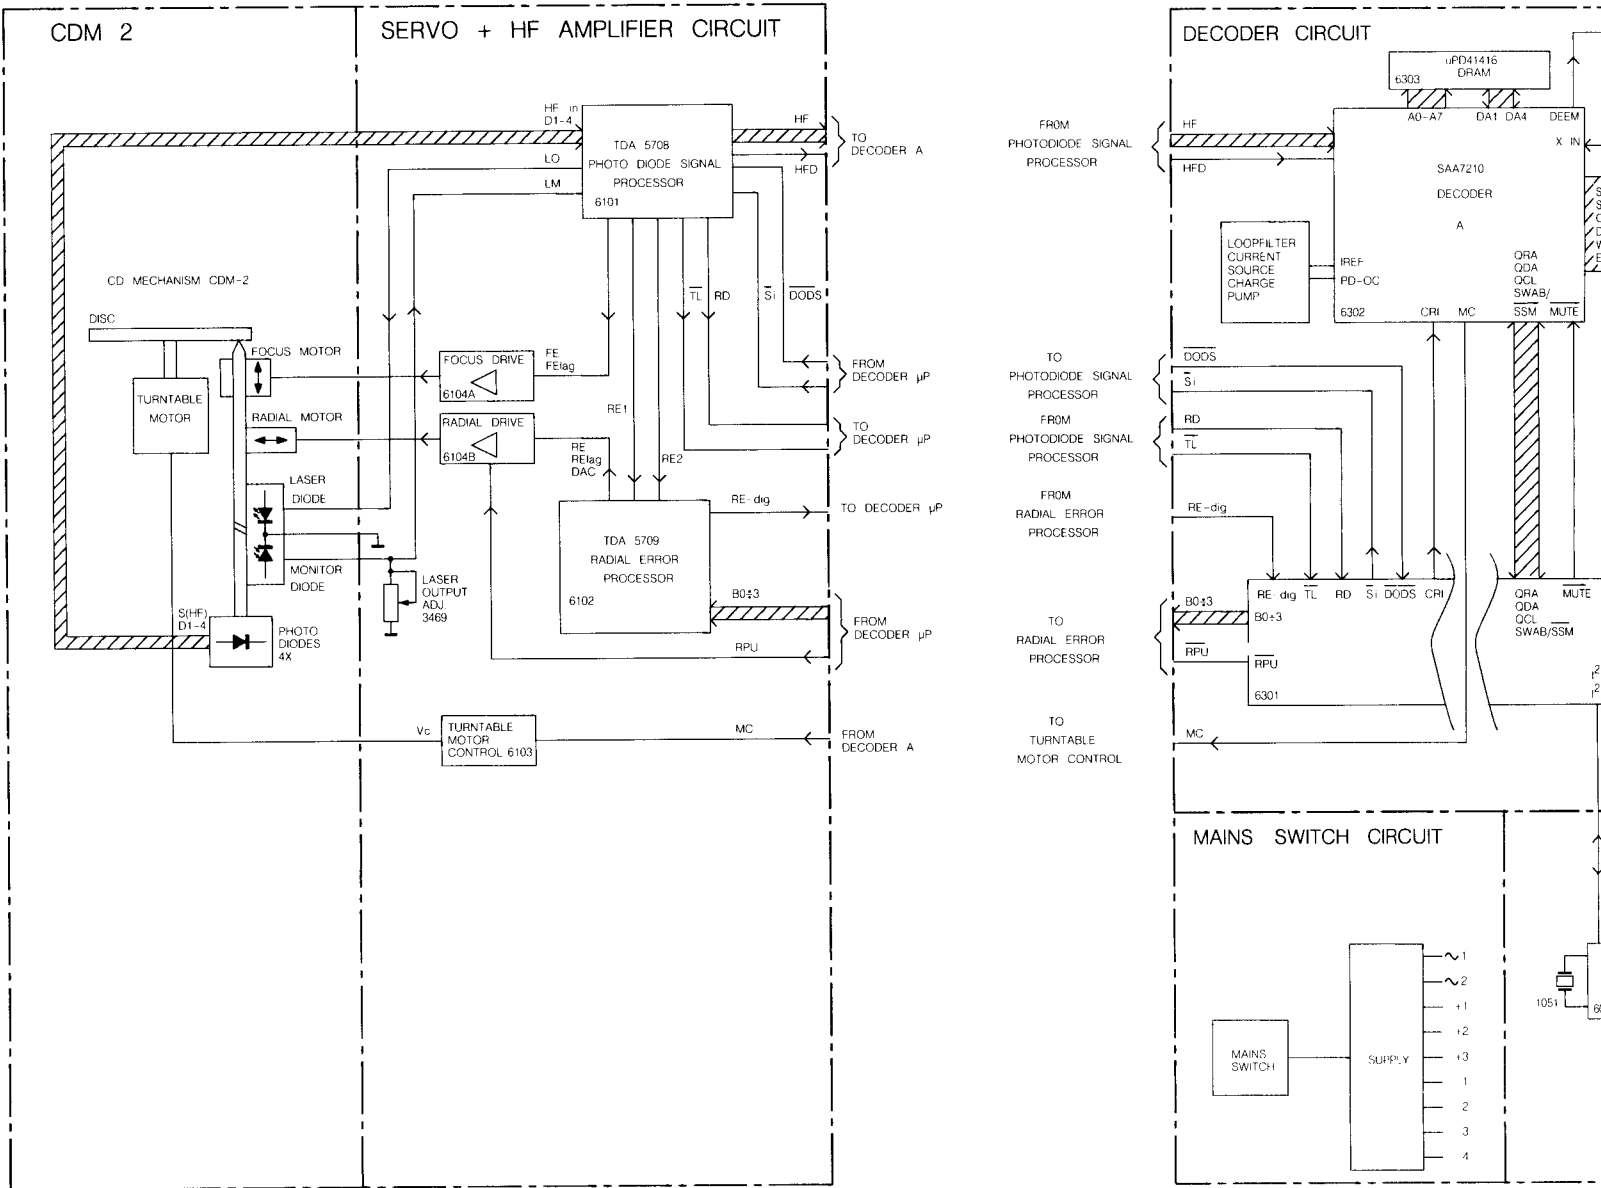 CDM 2
SERVO + HF AMPLIFIER CIRCUIT
HF in
D1-4
LO
LM
TDA 5708
PHOTO DIODE SIGNAL
PROCESSOR
6101
HF
HFD
TO
DECODER A
CD MECHANISM CDM-2
DISC
FOCUS MOTOR
TURNTABLE
MOTOR
RADIAL MOTOR
LASER
DIODE
MONITOR
DIODE
S(HF)
D1-4
PHOTO
DIODES
4X
TL
RD
Si
DODS
FOCUS DRIVE
6104A
FE
FElag
RADIAL DRIVE
6104B
RE
RElag
DAC
RE1
RE2
FROM
DECODER µP
TO
DECODER µP
LASER
OUTPUT
ADJ.
3469
TDA 5709
RADIAL ERROR
PROCESSOR
6102
RE-dig
TO DECODER µP
B0÷3
RPU
FROM
DECODER µP
Vc
TURNTABLE
MOTOR
CONTROL 6103
MC
FROM
DECODER A
DECODER CIRCUIT
FROM
PHOTODIODE SIGNAL
PROCESSOR
HF
HFD
6303
uPD41416
DRAM
A0-A7
DA1
DA4
DEEM
X IN
SAA7210
DECODER
A
LOOPFILTER
CURRENT
SOURCE
CHARGE
PUMP
IREF
PD-OC
6302
CRI
MC
QRA
QDA
QCL
SWAB/
SSM
MUTE
TO
PHOTODIODE SIGNAL
PROCESSOR
DODS
Si
FROM
PHOTODIODE SIGNAL
PROCESSOR
RD
TL
FROM
RADIAL ERROR
PROCESSOR
RE-dig
RE-dig TL RD Si DODS CRI
QRA
QDA
QCL
SWAB/SSM
MUTE
TO
RADIAL ERROR
PROCESSOR
B0÷3
B0÷3
RPU
RPU
6301
I2
I2
TO
TURNTABLE
MOTOR CONTROL
MC
MAINS SWITCH CIRCUIT
MAINS
SWITCH
SUPPLY
~1
~2
+1
+2
+3
1
2
3
4
1051